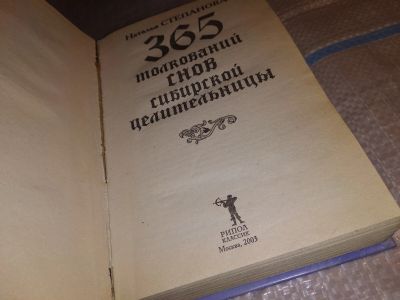 Наталья СТЕПАНОВА
365
толкований
снов
сибирской
целительницы
РИПОЛ
КЛАССИК
Москва, 2003